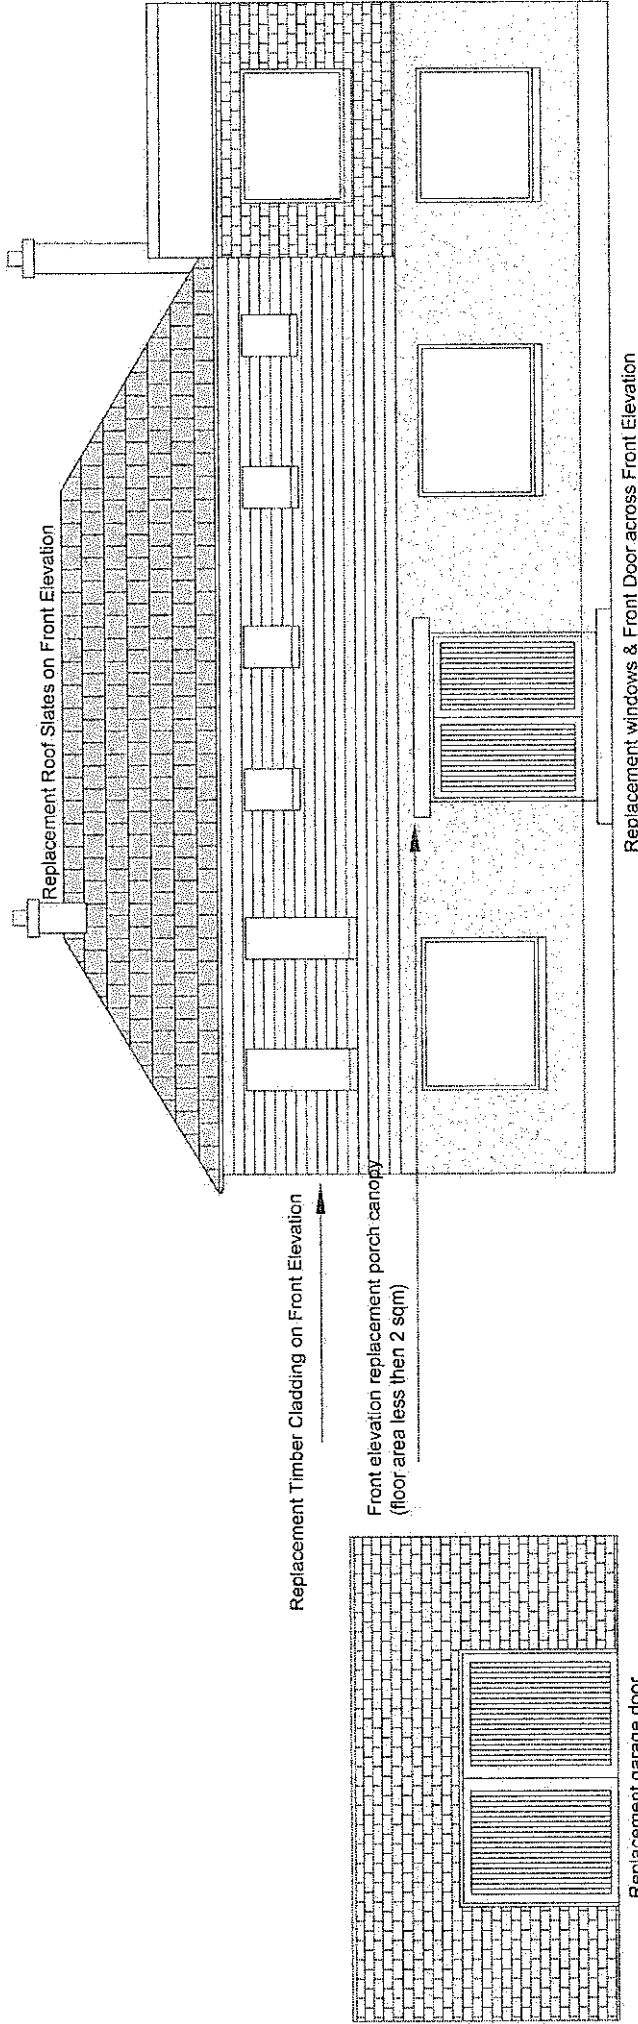 Replacement Roof Slates on Front Elevation
Replacement Timber Cladding on Front Elevation
Front elevation replacement porch canopy
(floor area less then 2 sqm)
Replacement windows & Front Door across Front Elevation
Replacement garage door